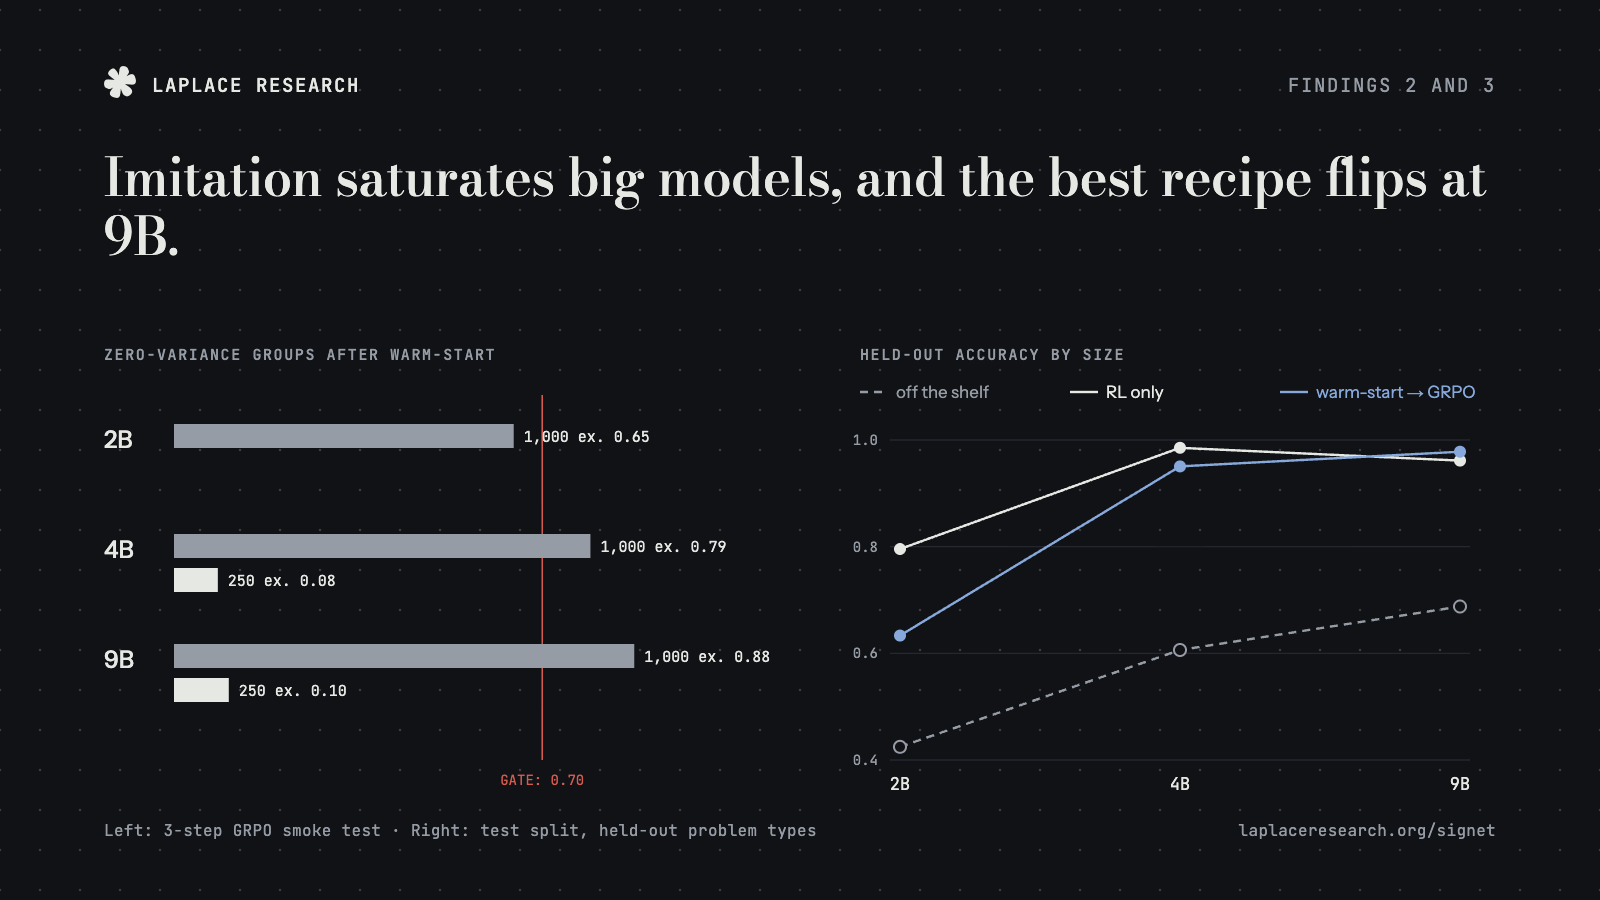 LAPLACE RESEARCH
FINDINGS 2 AND 3
Imitation saturates big models, and the best recipe flips at
9B.
ZERO-VARIANCE GROUPS AFTER WARM-START
2B
1,000 ex. 0.65
4B
1,000 ex. 0.79
250 ex. 0.08
9B
1,000 ex. 0.88
250 ex. 0.10
GATE: 0.70
HELD-OUT ACCURACY BY SIZE
off the shelf
RL only
warm-start → GRPO
1.0
0.8
0.6
0.4
2B
4B
9B
Left: 3-step GRPO smoke test · Right: test split, held-out problem types
laplaceresearch.org/signet